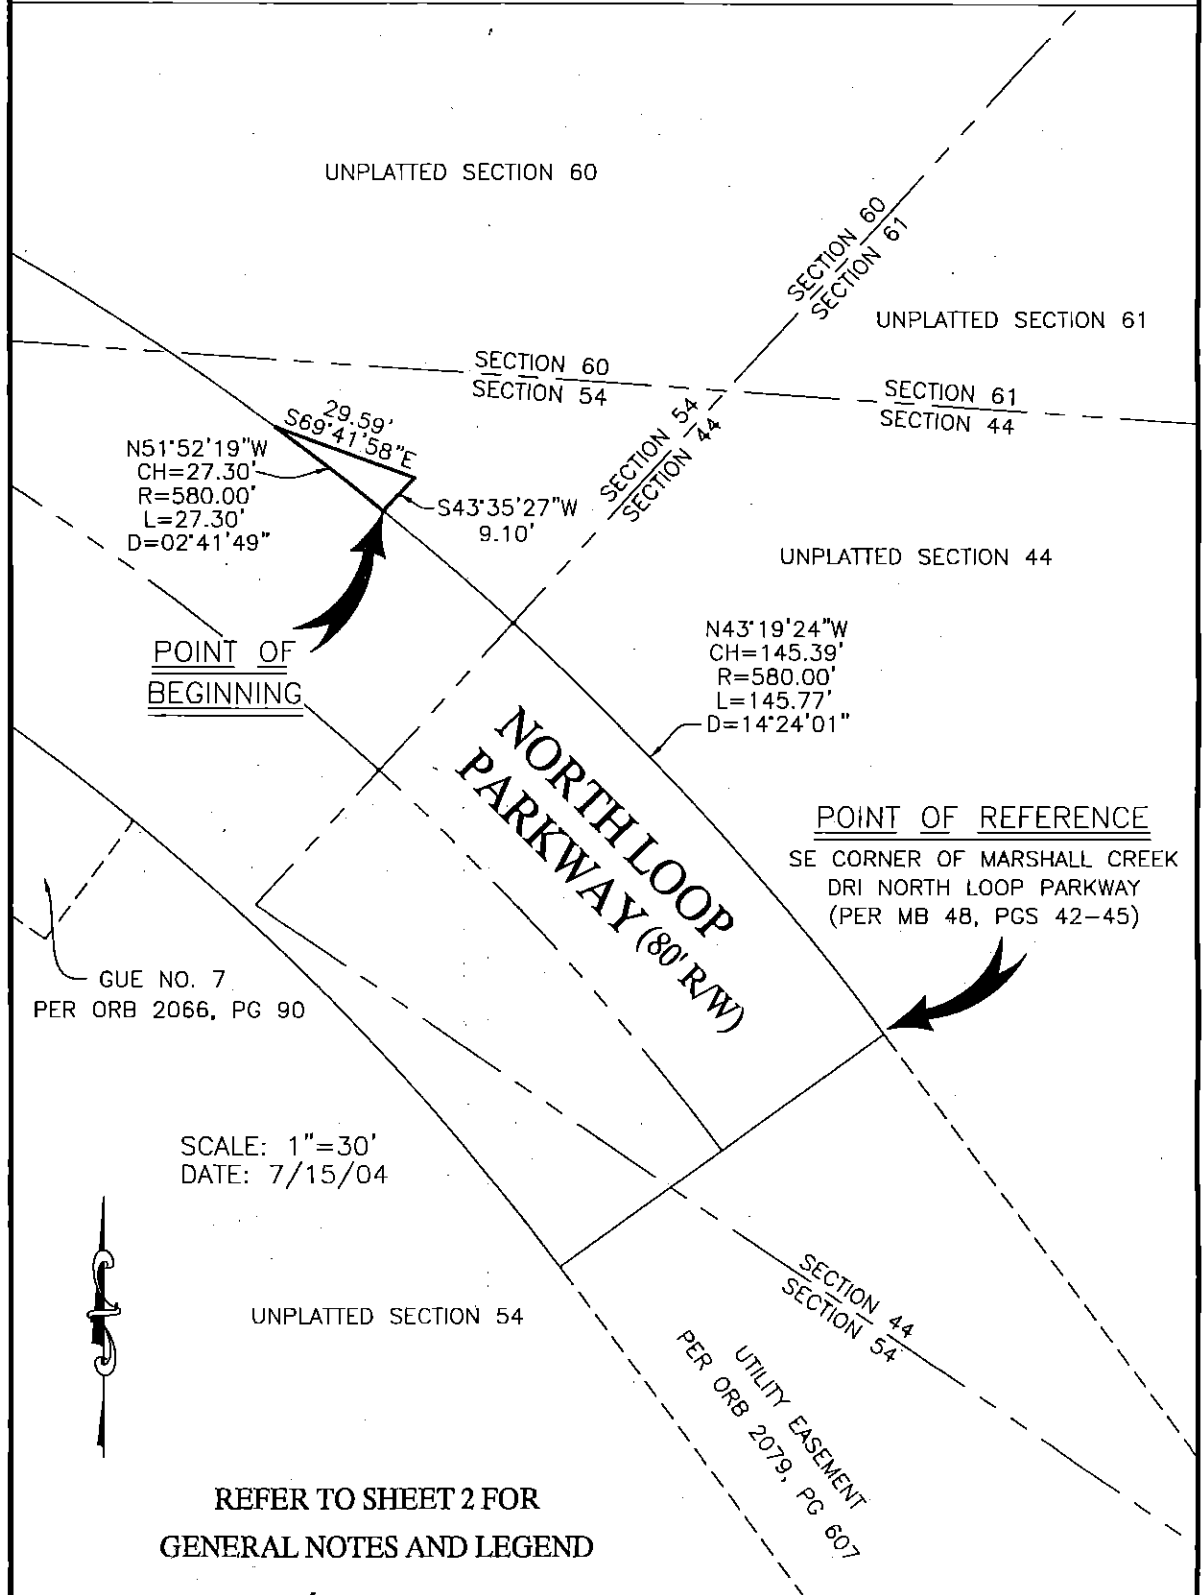 UNPLATTED SECTION 60
SECTION 60
SECTION 61
UNPLATTED SECTION 61
SECTION 60
SECTION 54
SECTION 61
SECTION 44
29.59'
S69°41'58"E
N51°52'19"W
CH=27.30'
R=580.00'
L=27.30'
D=02°41'49"
S43°35'27"W
9.10'
SECTION 54
SECTION 44
UNPLATTED SECTION 44
POINT OF
BEGINNING
N43°19'24"W
CH=145.39'
R=580.00'
L=145.77'
D=14°24'01"
NORTH LOOP
PARKWAY (80' R/W)
POINT OF REFERENCE
SE CORNER OF MARSHALL CREEK
DRI NORTH LOOP PARKWAY
(PER MB 48, PGS 42-45)
GUE NO. 7
PER ORB 2066, PG 90
SCALE: 1"=30'
DATE: 7/15/04
UNPLATTED SECTION 54
SECTION 44
SECTION 54
UTILITY EASEMENT
PER ORB 2079, PG 607
REFER TO SHEET 2 FOR
GENERAL NOTES AND LEGEND